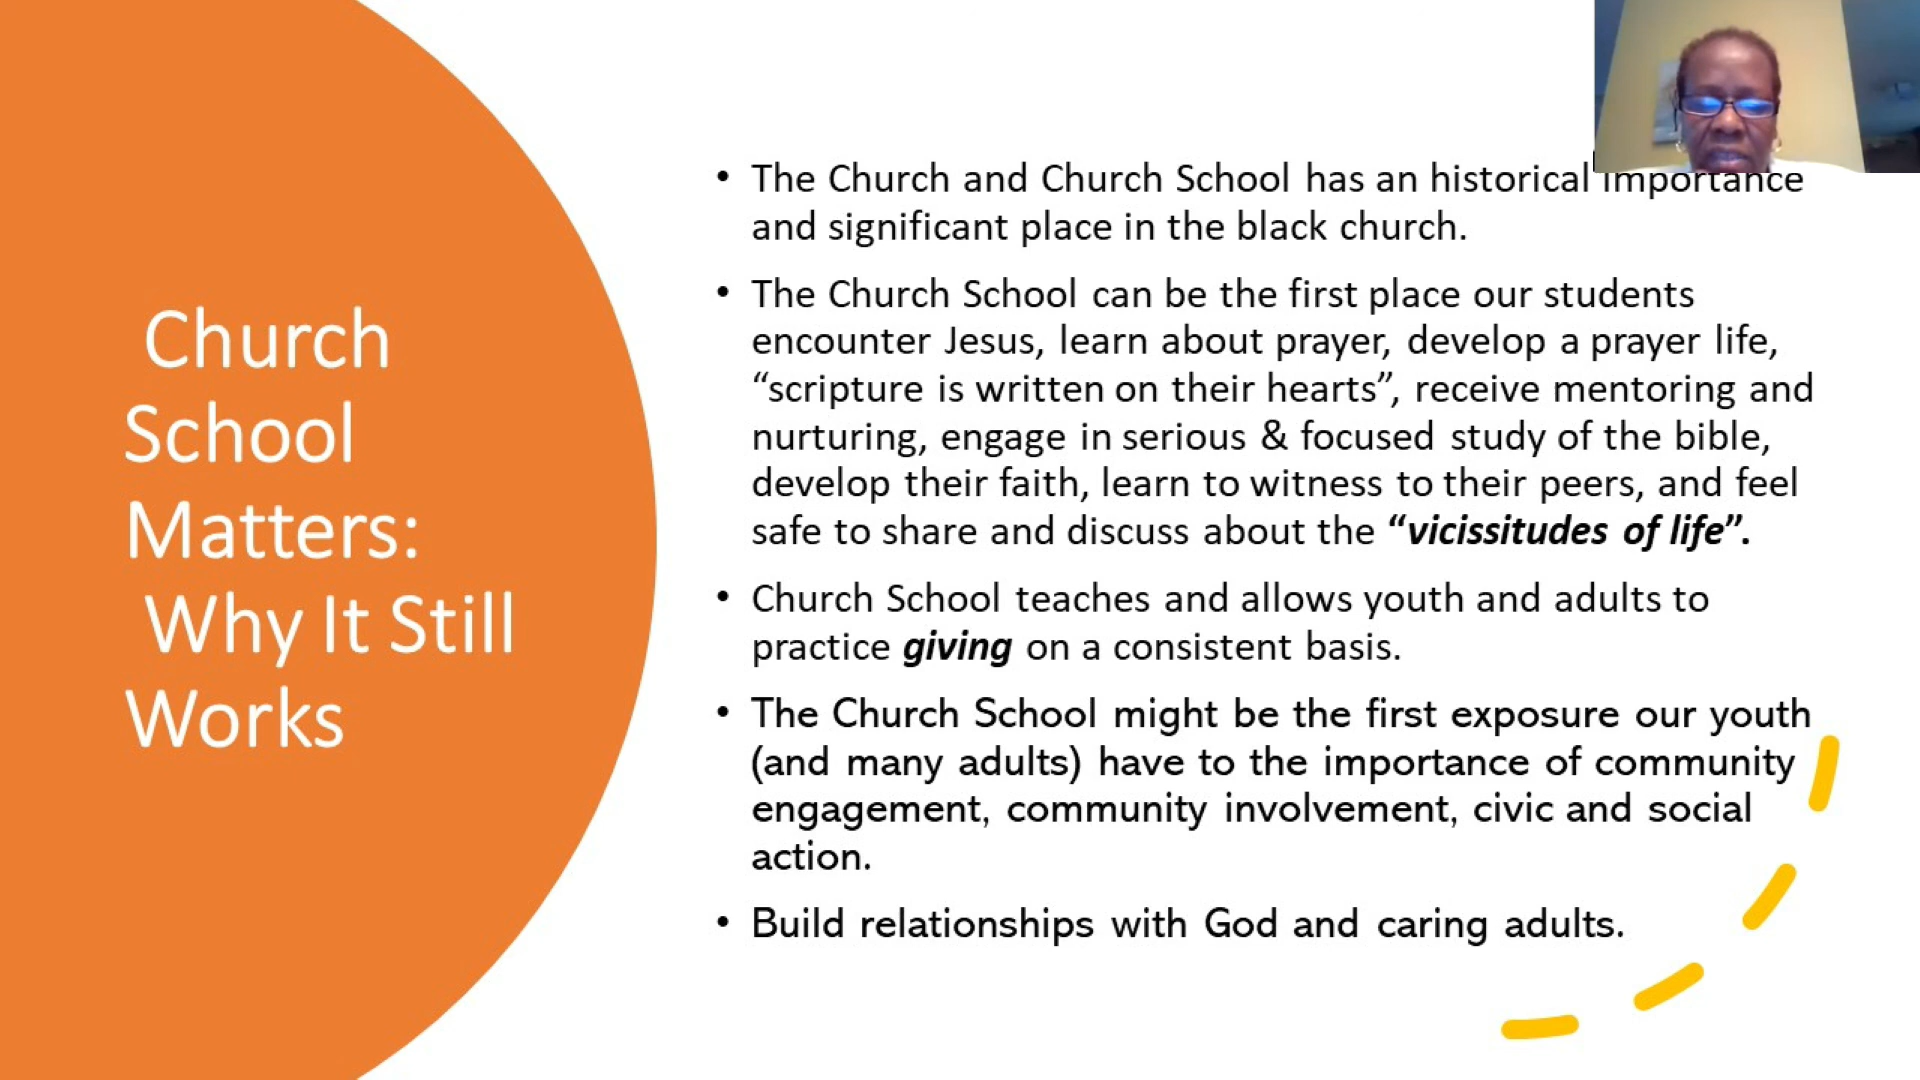 Church
School
Matters:
Why It Still
Works
• The Church and Church School has an historical importance
and significant place in the black church.
• The Church School can be the first place our students
encounter Jesus, learn about prayer, develop a prayer life,
“scripture is written on their hearts”, receive mentoring and
nurturing, engage in serious & focused study of the bible,
develop their faith, learn to witness to their peers, and feel
safe to share and discuss about the “vicissitudes of life”.
• Church School teaches and allows youth and adults to
practice giving on a consistent basis.
• The Church School might be the first exposure our youth
(and many adults) have to the importance of community
engagement, community involvement, civic and social
action.
• Build relationships with God and caring adults.